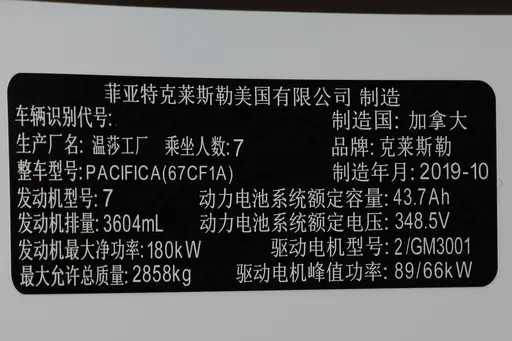 菲亚特克莱斯勒美国有限公司 制造
车辆识别代号: 制造国: 加拿大
生产厂名: 温莎工厂 乘坐人数: 7 品牌: 克莱斯勒
整车型号: PACIFICA(67CF1A) 制造年月: 2019-10
发动机型号: 7 动力电池系统额定容量: 43.7Ah
发动机排量: 3604mL 动力电池系统额定电压: 348.5V
发动机最大净功率: 180kW 驱动电机型号: 2/GM3001
最大允许总质量: 2858kg 驱动电机峰值功率: 89/66kW